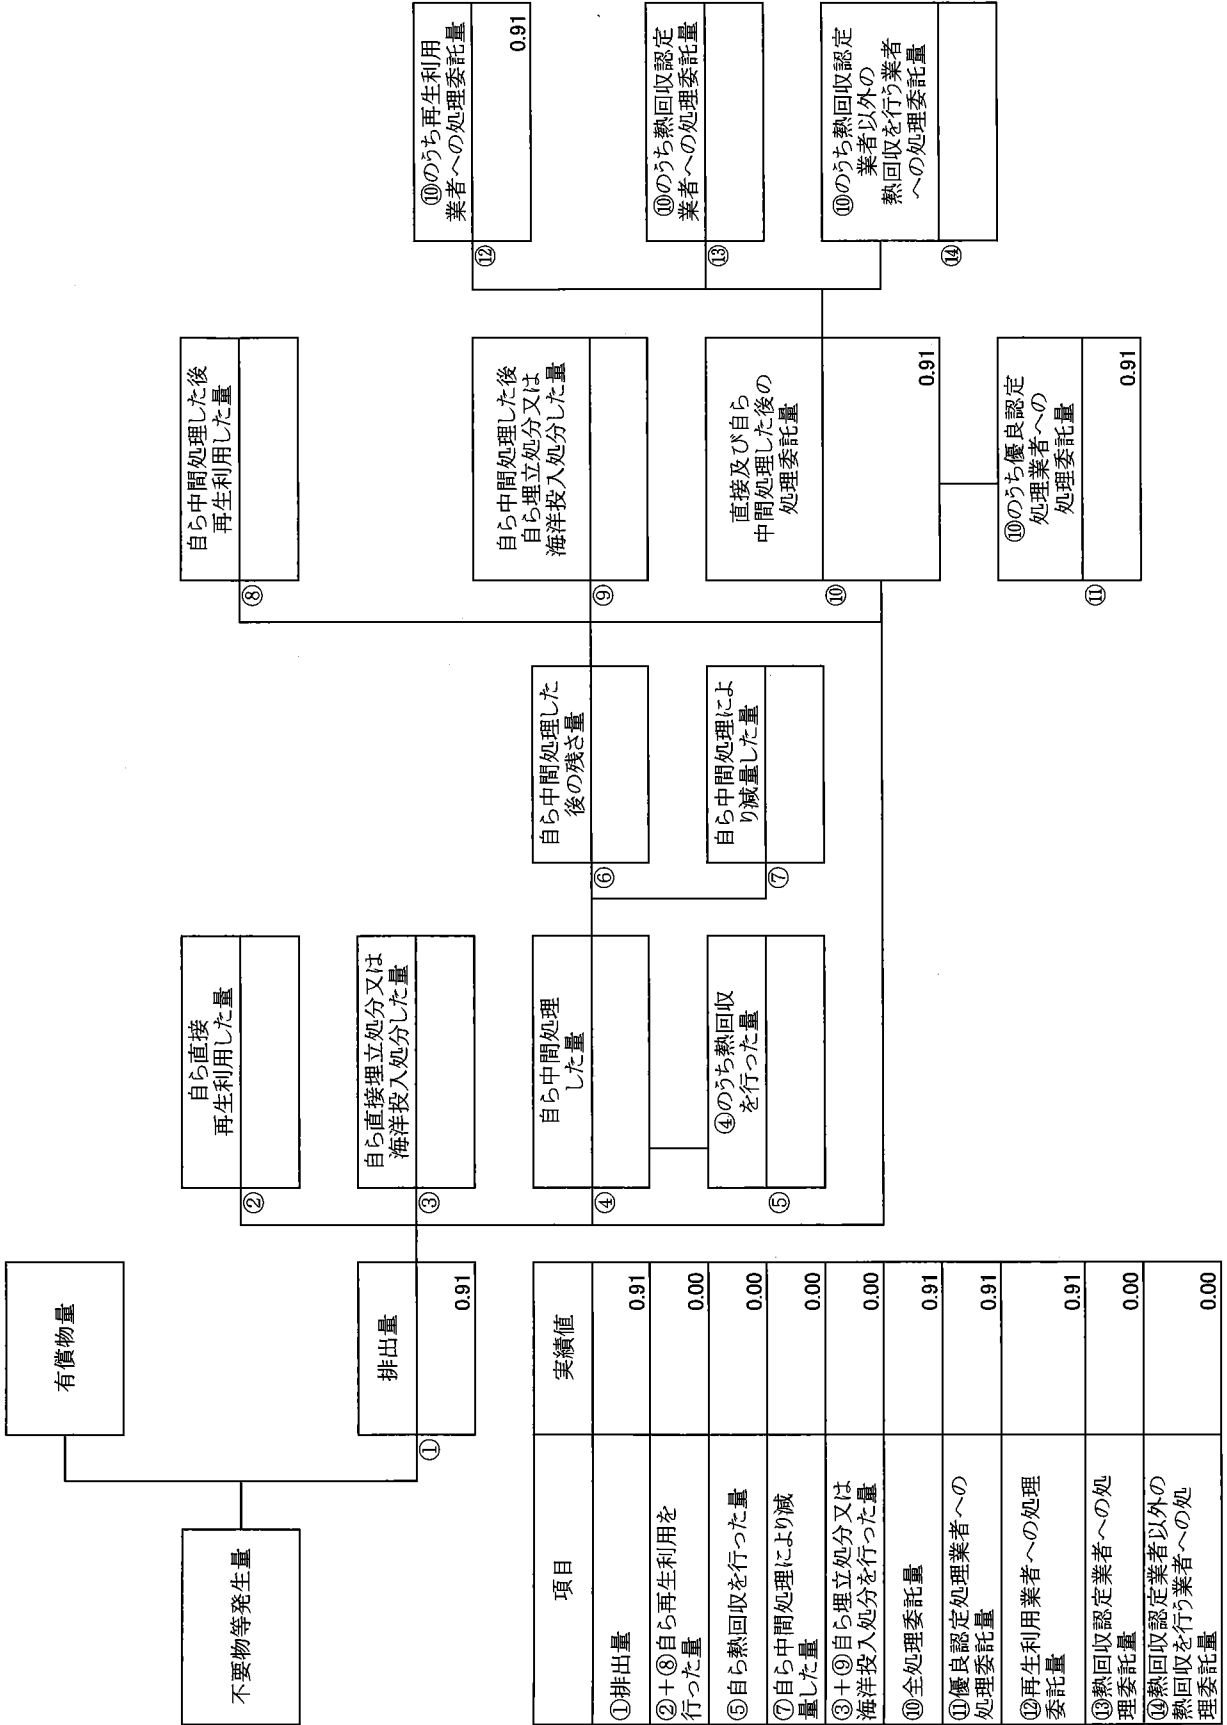 不要物等発生量
有償物量
①
排出量
0.91
②
自ら直接
再生利用した量
③
自ら直接埋立処分又は
海洋投入処分した量
④
自ら中間処理
した量
⑤
④のうち熱回収
を行った量
⑥
自ら中間処理した
後の残さ量
⑦
自ら中間処理によ
り減量した量
⑧
自ら中間処理した後
再生利用した量
⑨
自ら中間処理した後
自ら埋立処分又は
海洋投入処分した量
⑩
直接及び自ら
中間処理した後の
処理委託量
0.91
⑪
⑩のうち優良認定
処理業者への
処理委託量
0.91
⑫
⑩のうち再生利用
業者への処理委託量
0.91
⑬
⑩のうち熱回収認定
業者への処理委託量
⑭
⑩のうち熱回収認定
業者以外の
熱回収を行う業者
への処理委託量
項目 実績値
①排出量 0.91
②+⑧自ら再生利用を
行った量 0.00
⑤自ら熱回収を行った量 0.00
⑦自ら中間処理により減
量した量 0.00
③+⑨自ら埋立処分又は
海洋投入処分を行った量 0.00
⑩全処理委託量 0.91
⑪優良認定処理業者への
処理委託量 0.91
⑫再生利用業者への処理
委託量 0.91
⑬熱回収認定業者への処
理委託量 0.00
⑭熱回収認定業者以外の
熱回収を行う業者への処
理委託量 0.00